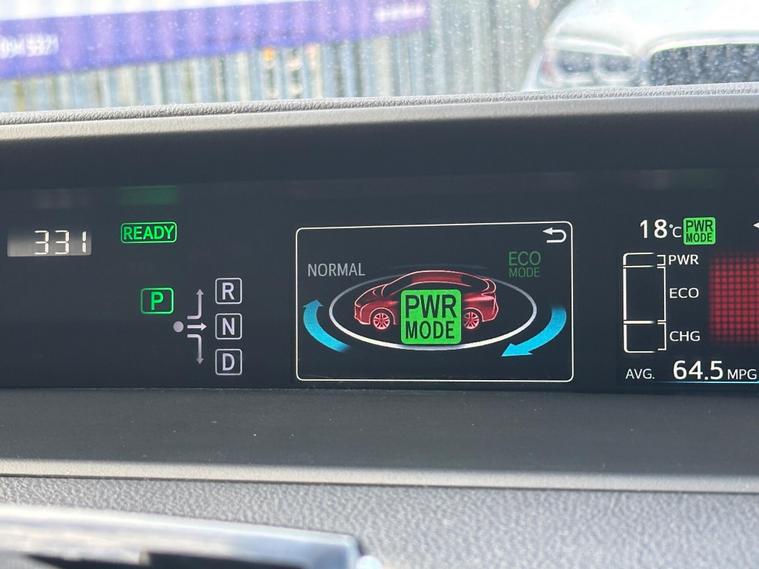 331
READY
P
R
N
D
NORMAL
ECO
MODE
PWR
MODE
18°C
PWR
MODE
PWR
ECO
CHG
AVG. 64.5 MPG